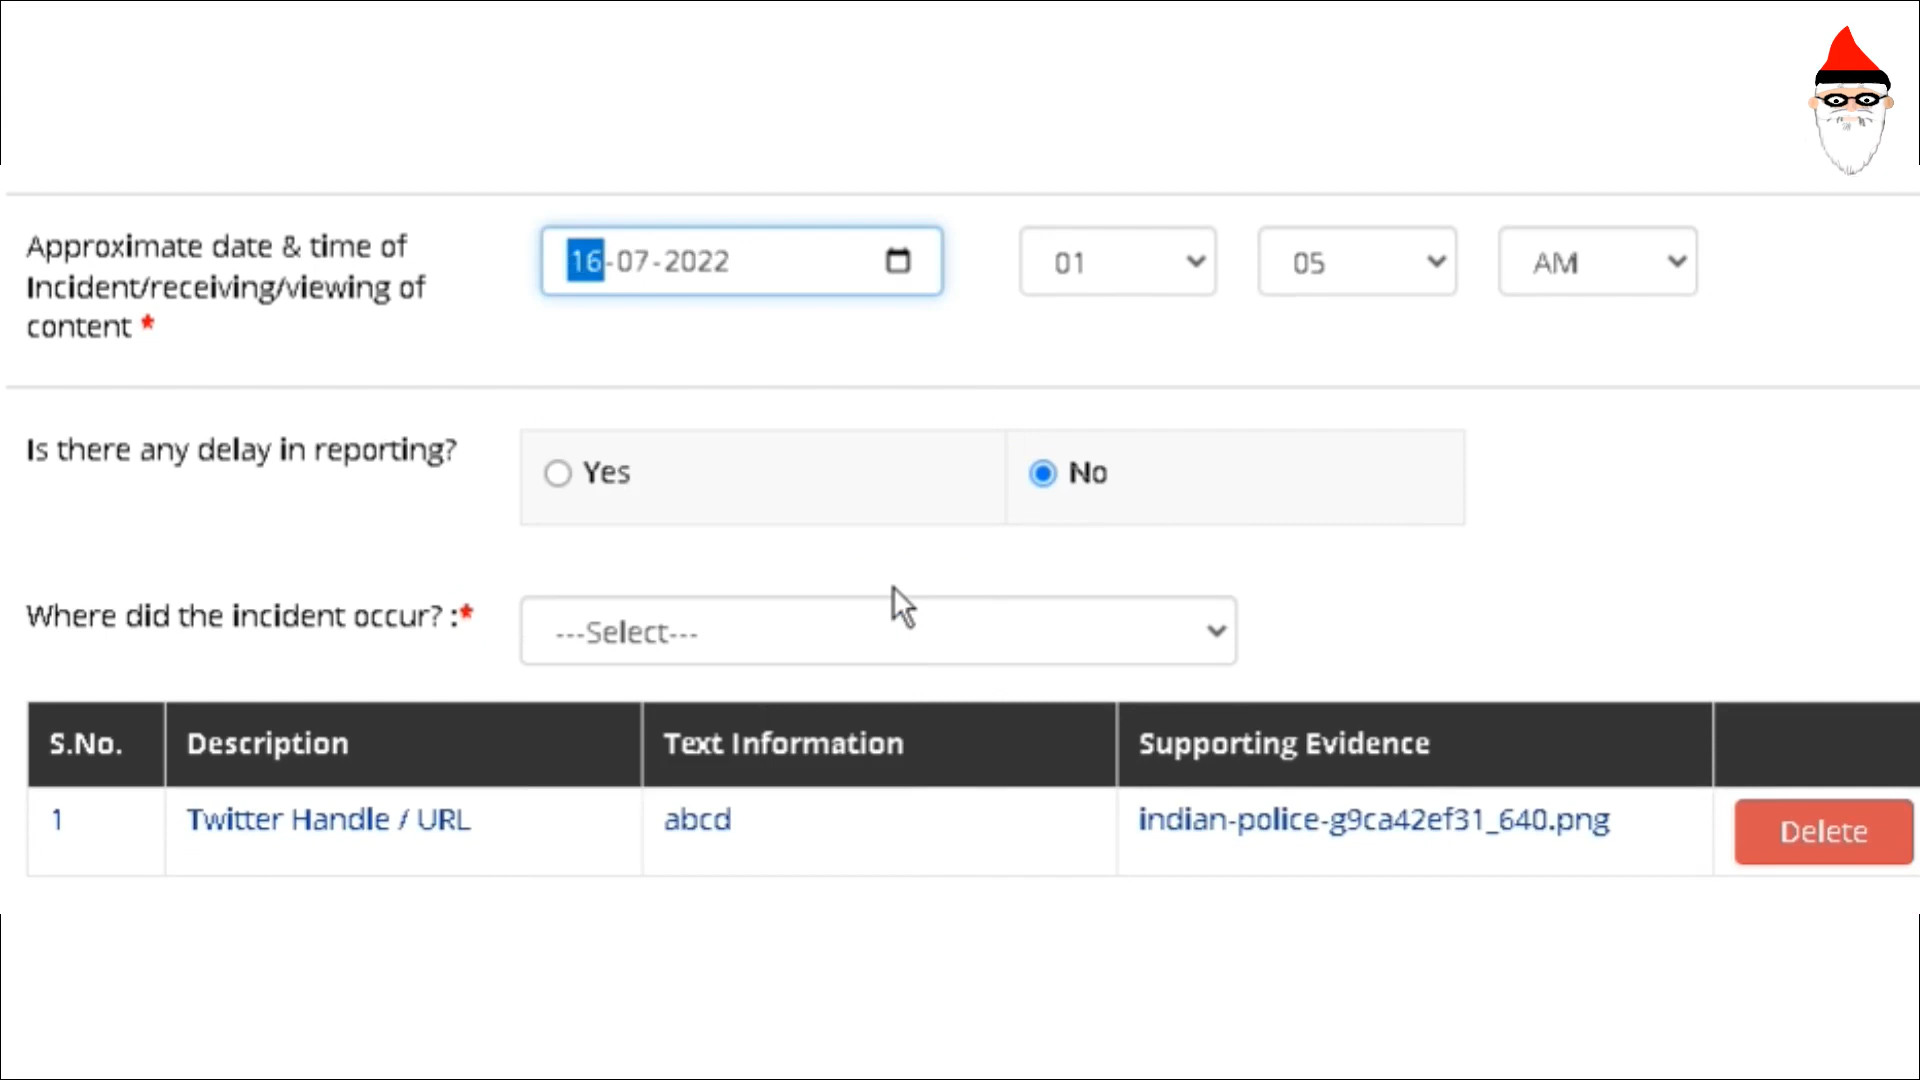 Approximate date & time of
Incident/receiving/viewing of
content *
16-07-2022
01
05
AM
Is there any delay in reporting?
Yes
No
Where did the incident occur? :*
---Select---
S.No. Description Text Information Supporting Evidence
1 Twitter Handle / URL abcd indian-police-g9ca42ef31_640.png Delete